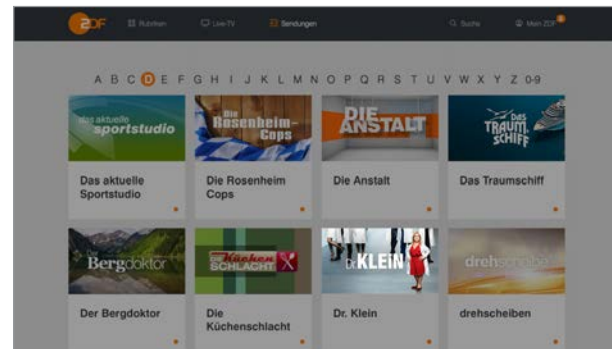 ZDF Rubriken Live-TV Sendungen Suche Mein ZDF
A B C D E F G H I J K L M N O P Q R S T U V W X Y Z 0-9
das aktuelle
sportstudio
Die
Rosenheim-
Cops
DIE
ANSTALT
DAS
TRAUM
SCHIFF
Das aktuelle
Sportstudio
Die Rosenheim
Cops
Die Anstalt
Das Traumschiff
Der
Bergdoktor
DIE
Küchen
SCHLACHT
Dr. KLEIN
drehscheibe
Der Bergdoktor
Die
Küchenschlacht
Dr. Klein
drehscheiben